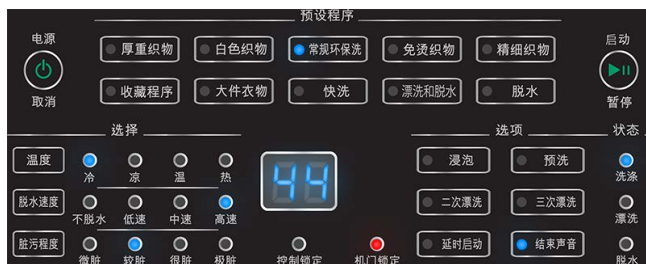 预设程序
电源 厚重织物 白色织物 常规环保洗 免烫织物 精细织物 启动
取消 收藏程序 大件衣物 快洗 漂洗和脱水 脱水 暂停
选择 选项 状态
温度 冷 凉 温 热 44 浸泡 预洗 洗涤
脱水速度 不脱水 低速 中速 高速 二次漂洗 三次漂洗 漂洗
脏污程度 微脏 较脏 很脏 极脏 控制锁定 机门锁定 延时启动 结束声音 脱水